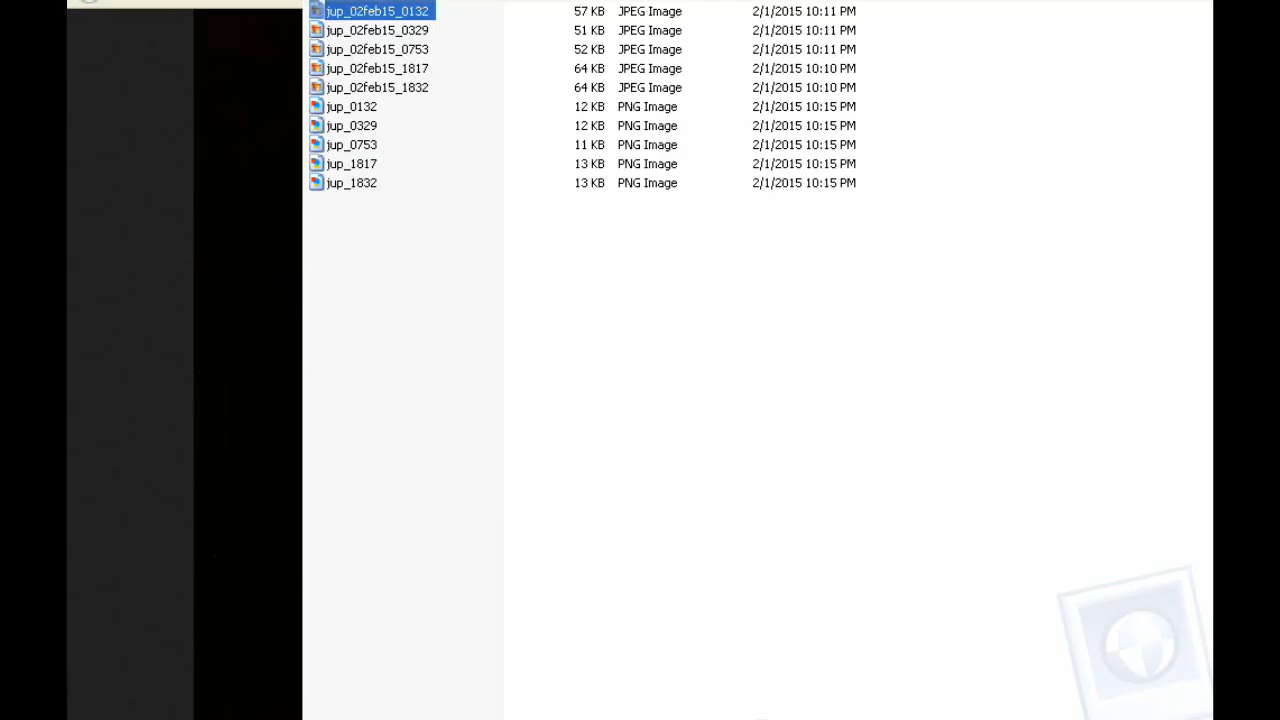 jup_02feb15_0132 57 KB JPEG Image 2/1/2015 10:11 PM
jup_02feb15_0329 51 KB JPEG Image 2/1/2015 10:11 PM
jup_02feb15_0753 52 KB JPEG Image 2/1/2015 10:11 PM
jup_02feb15_1817 64 KB JPEG Image 2/1/2015 10:10 PM
jup_02feb15_1832 64 KB JPEG Image 2/1/2015 10:10 PM
jup_0132 12 KB PNG Image 2/1/2015 10:15 PM
jup_0329 12 KB PNG Image 2/1/2015 10:15 PM
jup_0753 11 KB PNG Image 2/1/2015 10:15 PM
jup_1817 13 KB PNG Image 2/1/2015 10:15 PM
jup_1832 13 KB PNG Image 2/1/2015 10:15 PM